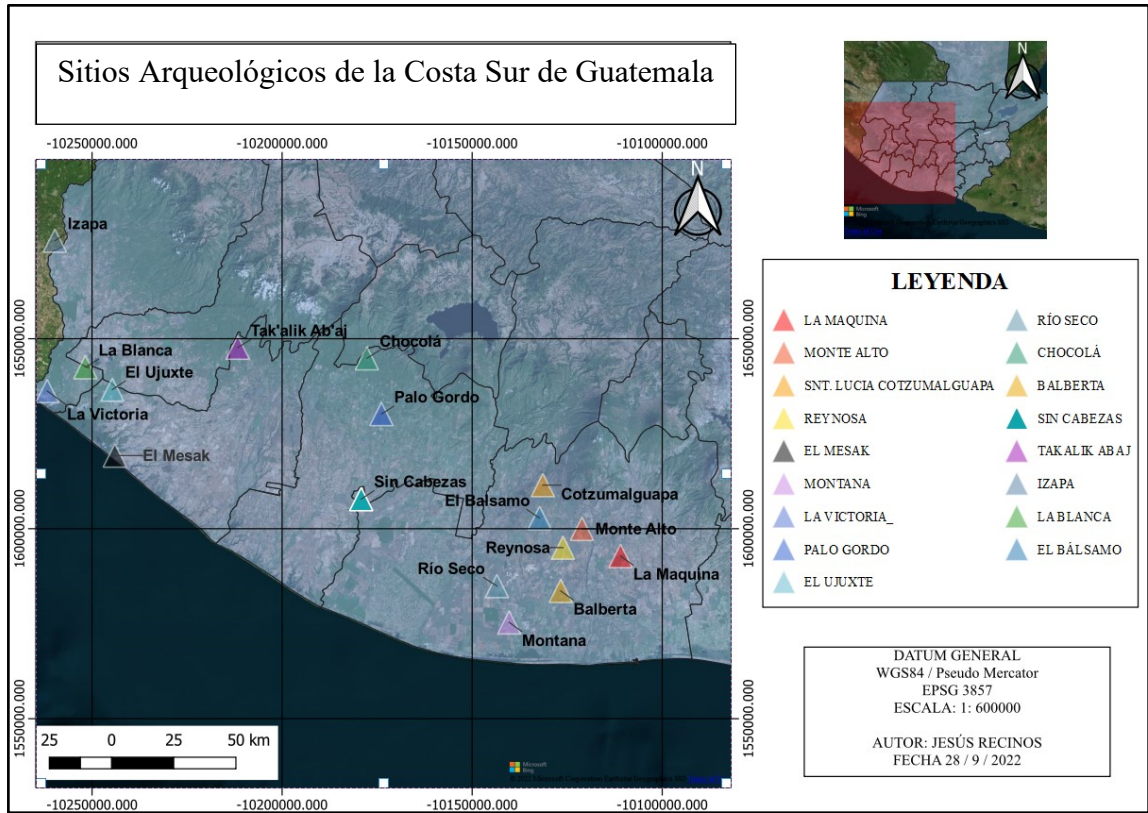 Sitios Arqueológicos de la Costa Sur de Guatemala
-10250000.000 -10200000.000 -10150000.000 -10100000.000
N
Izapa
1650000.000
1650000.000
Tak'alik Ab'aj
La Blanca
Chocolá
El Ujuxte
Palo Gordo
La Victoria
El Mesak
Sin Cabezas
Cotzumalguapa
El Balsamo
1600000.000
1600000.000
Monte Alto
Reynosa
Río Seco
La Maquina
Balberta
Montana
1550000.000
1550000.000
25 0 25 50 km
Microsoft
Bing
-10250000.000 -10200000.000 -10150000.000 -10100000.000
N
Microsoft
Bing
LEYENDA
LA MAQUINA
MONTE ALTO
SNT. LUCIA COTZUMALGUAPA
REYNOSA
EL MESAK
MONTANA
LA VICTORIA_
PALO GORDO
EL UJUXTE
RÍO SECO
CHOCOLÁ
BALBERTA
SIN CABEZAS
TAKALIK ABAJ
IZAPA
LA BLANCA
EL BÁLSAMO
DATUM GENERAL
WGS84 / Pseudo Mercator
EPSG 3857
ESCALA: 1: 600000
AUTOR: JESÚS RECINOS
FECHA 28 / 9 / 2022